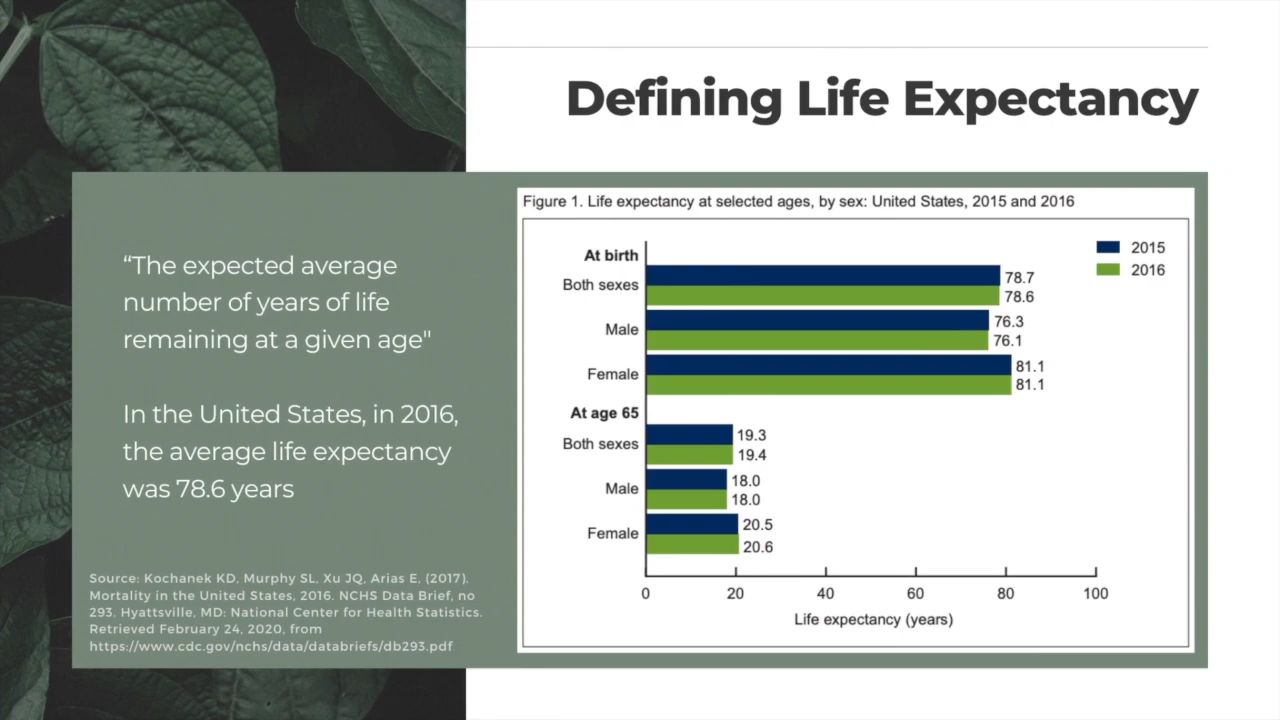 Defining Life Expectancy
“The expected average
number of years of life
remaining at a given age"
In the United States, in 2016,
the average life expectancy
was 78.6 years
Source: Kochanek KD, Murphy SL, Xu JQ, Arias E, (2017).
Mortality in the United States, 2016. NCHS Data Brief, no
293. Hyattsville, MD: National Center for Health Statistics.
Retrieved February 24, 2020, from
https://www.cdc.gov/nchs/data/databriefs/db293.pdf
Figure 1. Life expectancy at selected ages, by sex: United States, 2015 and 2016
2015
2016
At birth
Both sexes
78.7
78.6
Male
76.3
76.1
Female
81.1
81.1
At age 65
Both sexes
19.3
19.4
Male
18.0
18.0
Female
20.5
20.6
0 20 40 60 80 100
Life expectancy (years)